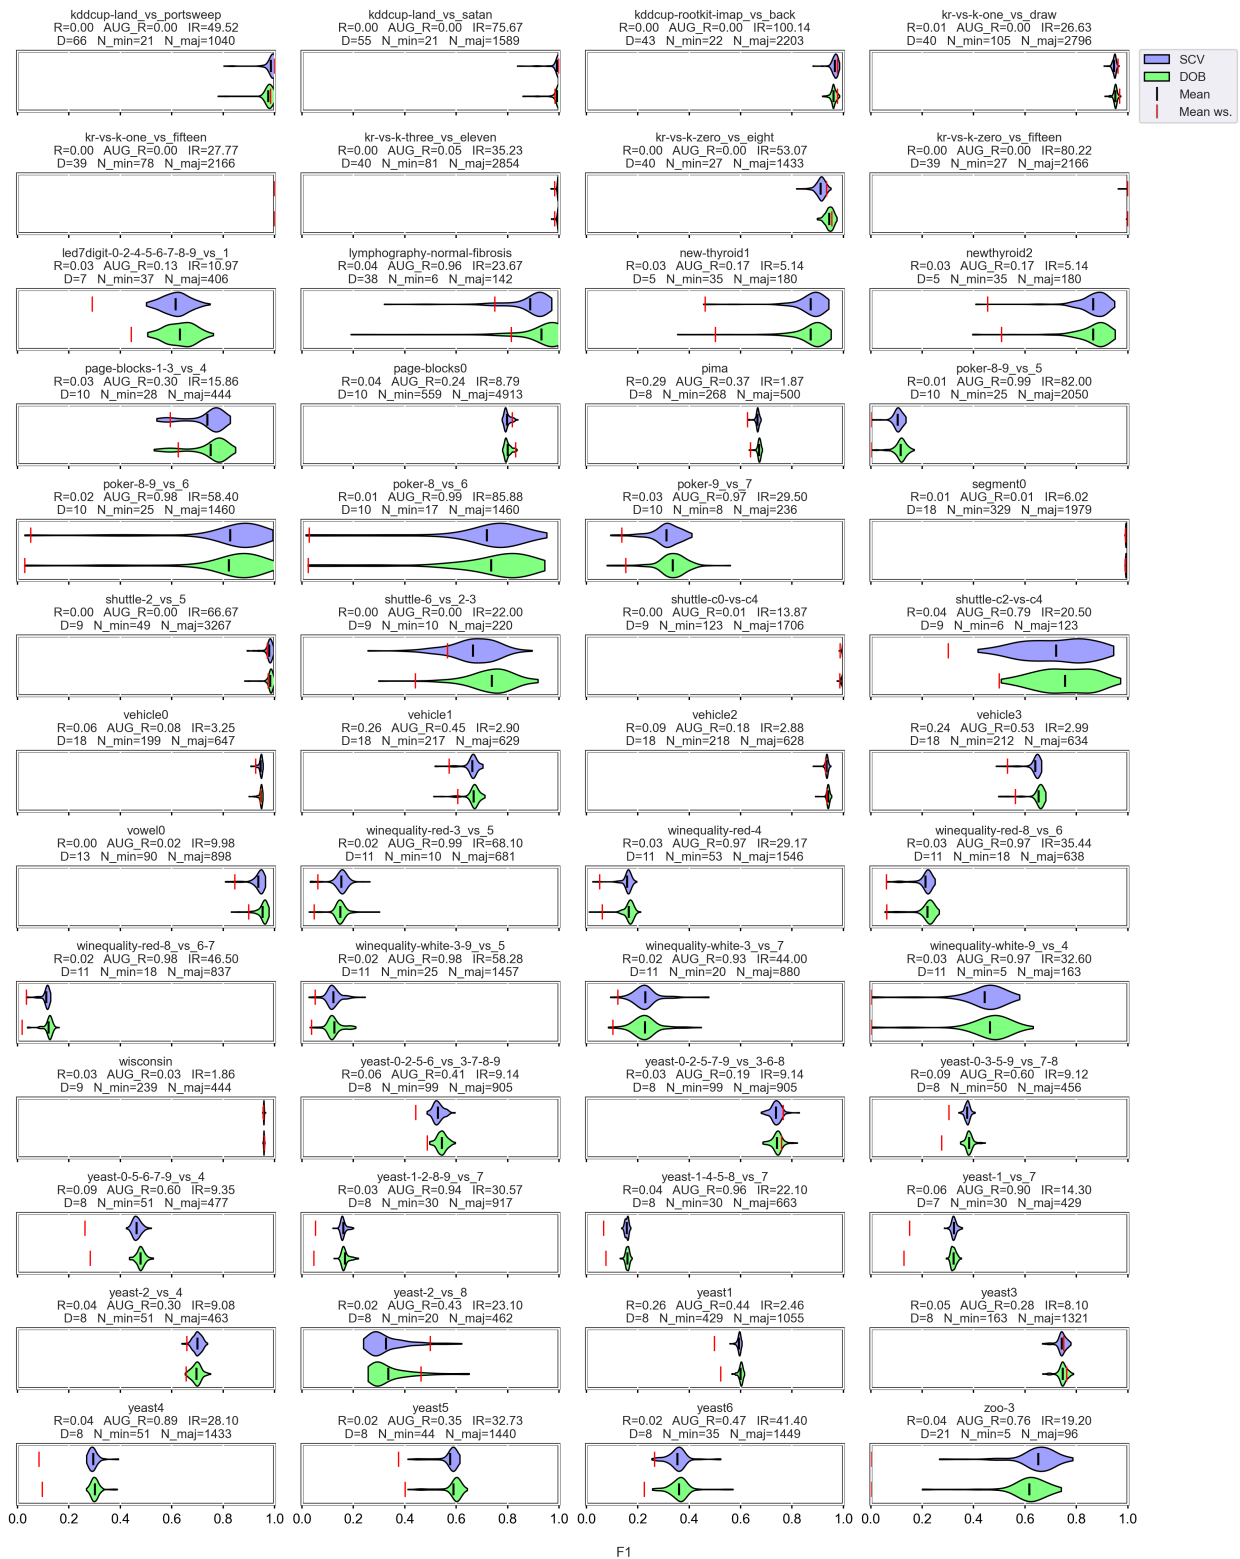 kddcup-land_vs_portsweep
R=0.00 AUG_R=0.00 IR=49.52
D=66 N_min=21 N_maj=1040
kddcup-land_vs_satan
R=0.00 AUG_R=0.00 IR=75.67
D=55 N_min=21 N_maj=1589
kddcup-rootkit-imap_vs_back
R=0.00 AUG_R=0.00 IR=100.14
D=43 N_min=22 N_maj=2203
kr-vs-k-one_vs_draw
R=0.01 AUG_R=0.00 IR=26.63
D=40 N_min=105 N_maj=2796
SCV
DOB
Mean
Mean ws.
kr-vs-k-one_vs_fifteen
R=0.00 AUG_R=0.00 IR=27.77
D=39 N_min=78 N_maj=2166
kr-vs-k-three_vs_eleven
R=0.00 AUG_R=0.05 IR=35.23
D=40 N_min=81 N_maj=2854
kr-vs-k-zero_vs_eight
R=0.00 AUG_R=0.00 IR=53.07
D=40 N_min=27 N_maj=1433
kr-vs-k-zero_vs_fifteen
R=0.00 AUG_R=0.00 IR=80.22
D=39 N_min=27 N_maj=2166
led7digit-0-2-4-5-6-7-8-9_vs_1
R=0.03 AUG_R=0.13 IR=10.97
D=7 N_min=37 N_maj=406
lymphography-normal-fibrosis
R=0.04 AUG_R=0.96 IR=23.67
D=38 N_min=6 N_maj=142
new-thyroid1
R=0.03 AUG_R=0.17 IR=5.14
D=5 N_min=35 N_maj=180
newthyroid2
R=0.03 AUG_R=0.17 IR=5.14
D=5 N_min=35 N_maj=180
page-blocks-1-3_vs_4
R=0.03 AUG_R=0.30 IR=15.86
D=10 N_min=28 N_maj=444
page-blocks0
R=0.04 AUG_R=0.24 IR=8.79
D=10 N_min=559 N_maj=4913
pima
R=0.29 AUG_R=0.37 IR=1.87
D=8 N_min=268 N_maj=500
poker-8-9_vs_5
R=0.01 AUG_R=0.99 IR=82.00
D=10 N_min=25 N_maj=2050
poker-8-9_vs_6
R=0.02 AUG_R=0.98 IR=58.40
D=10 N_min=25 N_maj=1460
poker-8_vs_6
R=0.01 AUG_R=0.99 IR=85.88
D=10 N_min=17 N_maj=1460
poker-9_vs_7
R=0.03 AUG_R=0.97 IR=29.50
D=10 N_min=8 N_maj=236
segment0
R=0.01 AUG_R=0.01 IR=6.02
D=18 N_min=329 N_maj=1979
shuttle-2_vs_5
R=0.00 AUG_R=0.00 IR=66.67
D=9 N_min=49 N_maj=3267
shuttle-6_vs_2-3
R=0.00 AUG_R=0.00 IR=22.00
D=9 N_min=10 N_maj=220
shuttle-c0-vs-c4
R=0.00 AUG_R=0.01 IR=13.87
D=9 N_min=123 N_maj=1706
shuttle-c2-vs-c4
R=0.04 AUG_R=0.79 IR=20.50
D=9 N_min=6 N_maj=123
vehicle0
R=0.06 AUG_R=0.08 IR=3.25
D=18 N_min=199 N_maj=647
vehicle1
R=0.26 AUG_R=0.45 IR=2.90
D=18 N_min=217 N_maj=629
vehicle2
R=0.09 AUG_R=0.18 IR=2.88
D=18 N_min=218 N_maj=628
vehicle3
R=0.24 AUG_R=0.53 IR=2.99
D=18 N_min=212 N_maj=634
vowel0
R=0.00 AUG_R=0.02 IR=9.98
D=13 N_min=90 N_maj=898
winequality-red-3_vs_5
R=0.02 AUG_R=0.99 IR=68.10
D=11 N_min=10 N_maj=681
winequality-red-4
R=0.03 AUG_R=0.97 IR=29.17
D=11 N_min=53 N_maj=1546
winequality-red-8_vs_6
R=0.03 AUG_R=0.97 IR=35.44
D=11 N_min=18 N_maj=638
winequality-red-8_vs_6-7
R=0.02 AUG_R=0.98 IR=46.50
D=11 N_min=18 N_maj=837
winequality-white-3-9_vs_5
R=0.02 AUG_R=0.98 IR=58.28
D=11 N_min=25 N_maj=1457
winequality-white-3_vs_7
R=0.02 AUG_R=0.93 IR=44.00
D=11 N_min=20 N_maj=880
winequality-white-9_vs_4
R=0.03 AUG_R=0.97 IR=32.60
D=11 N_min=5 N_maj=163
wisconsin
R=0.03 AUG_R=0.03 IR=1.86
D=9 N_min=239 N_maj=444
yeast-0-2-5-6_vs_3-7-8-9
R=0.06 AUG_R=0.41 IR=9.14
D=8 N_min=99 N_maj=905
yeast-0-2-5-7-9_vs_3-6-8
R=0.03 AUG_R=0.19 IR=9.14
D=8 N_min=99 N_maj=905
yeast-0-3-5-9_vs_7-8
R=0.09 AUG_R=0.60 IR=9.12
D=8 N_min=50 N_maj=456
yeast-0-5-6-7-9_vs_4
R=0.09 AUG_R=0.60 IR=9.35
D=8 N_min=51 N_maj=477
yeast-1-2-8-9_vs_7
R=0.03 AUG_R=0.94 IR=30.57
D=8 N_min=30 N_maj=917
yeast-1-4-5-8_vs_7
R=0.04 AUG_R=0.96 IR=22.10
D=8 N_min=30 N_maj=663
yeast-1_vs_7
R=0.06 AUG_R=0.90 IR=14.30
D=7 N_min=30 N_maj=429
yeast-2_vs_4
R=0.04 AUG_R=0.30 IR=9.08
D=8 N_min=51 N_maj=463
yeast-2_vs_8
R=0.02 AUG_R=0.43 IR=23.10
D=8 N_min=20 N_maj=462
yeast1
R=0.26 AUG_R=0.44 IR=2.46
D=8 N_min=429 N_maj=1055
yeast3
R=0.05 AUG_R=0.28 IR=8.10
D=8 N_min=163 N_maj=1321
yeast4
R=0.04 AUG_R=0.89 IR=28.10
D=8 N_min=51 N_maj=1433
yeast5
R=0.02 AUG_R=0.35 IR=32.73
D=8 N_min=44 N_maj=1440
yeast6
R=0.02 AUG_R=0.47 IR=41.40
D=8 N_min=35 N_maj=1449
zoo-3
R=0.04 AUG_R=0.76 IR=19.20
D=21 N_min=5 N_maj=96
0.0 0.2 0.4 0.6 0.8 1.0
0.0 0.2 0.4 0.6 0.8 1.0
0.0 0.2 0.4 0.6 0.8 1.0
0.0 0.2 0.4 0.6 0.8 1.0
F1